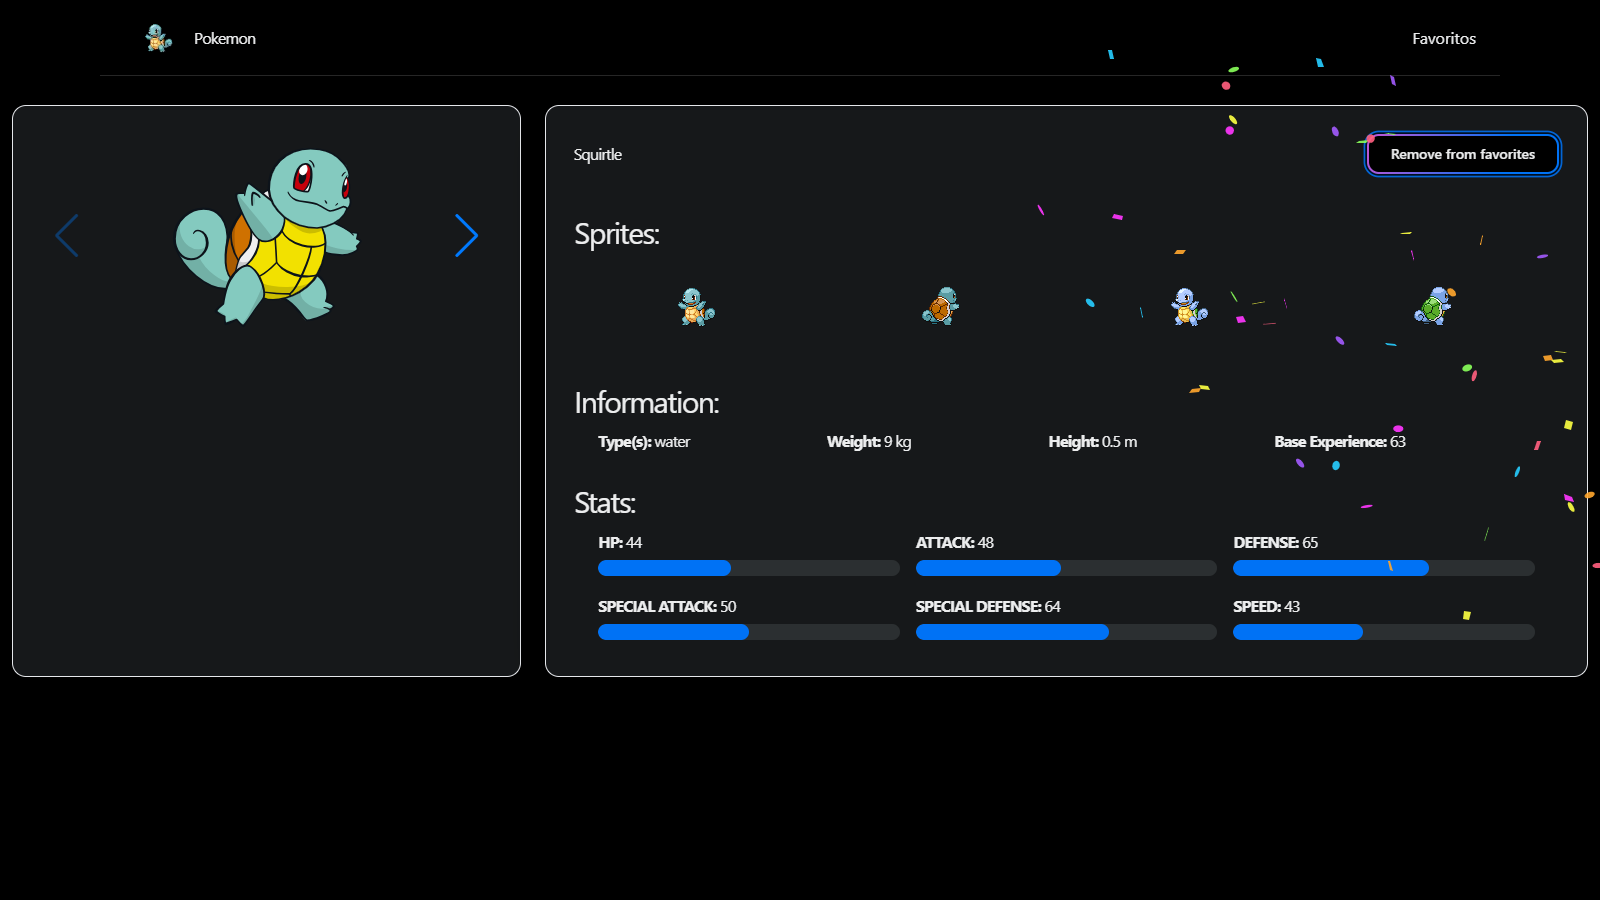 Pokemon
Favoritos
Squirtle
Remove from favorites
Sprites:
Information:
Type(s): water
Weight: 9 kg
Height: 0.5 m
Base Experience: 63
Stats:
HP: 44
ATTACK: 48
DEFENSE: 65
SPECIAL ATTACK: 50
SPECIAL DEFENSE: 64
SPEED: 43